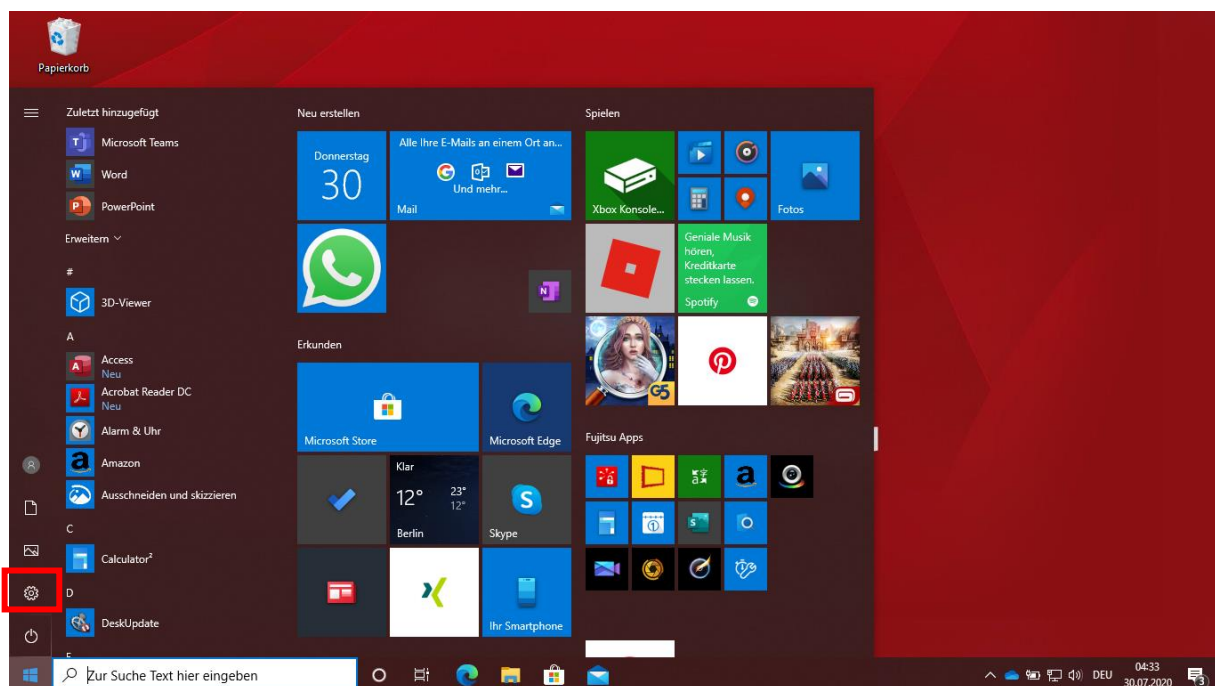 Papierkorb
Zuletzt hinzugefügt
Microsoft Teams
Word
PowerPoint
Erweitern
#
3D-Viewer
A
Access
Neu
Acrobat Reader DC
Neu
Alarm & Uhr
Amazon
Ausschneiden und skizzieren
C
Calculator²
D
DeskUpdate
Zur Suche Text hier eingeben
Neu erstellen
Donnerstag
30
Alle Ihre E-Mails an einem Ort an...
Und mehr...
Mail
Erkunden
Microsoft Store
Microsoft Edge
Klar
12° 23°
12°
Berlin
Skype
Ihr Smartphone
Spielen
Xbox Konsole...
Fotos
Geniale Musik
hören,
Kreditkarte
stecken lassen.
Spotify
G5
Fujitsu Apps
DEU
04:33
30.07.2020
3